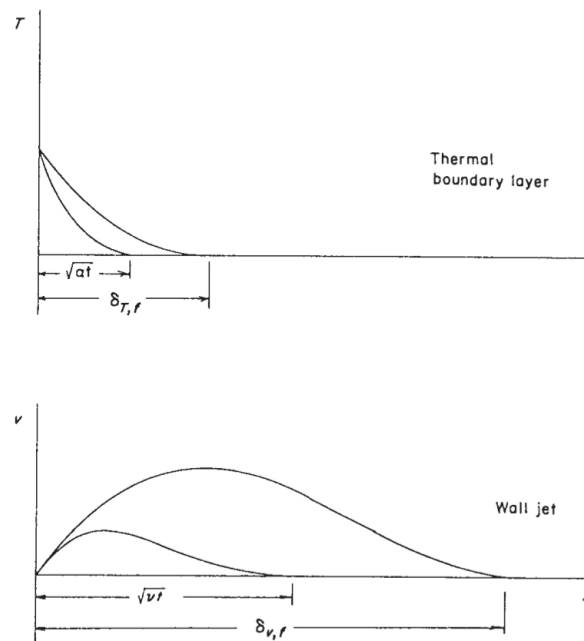 T
Thermal
boundary layer
√αt
δT,f
v
Wall jet
√νt
δv,f